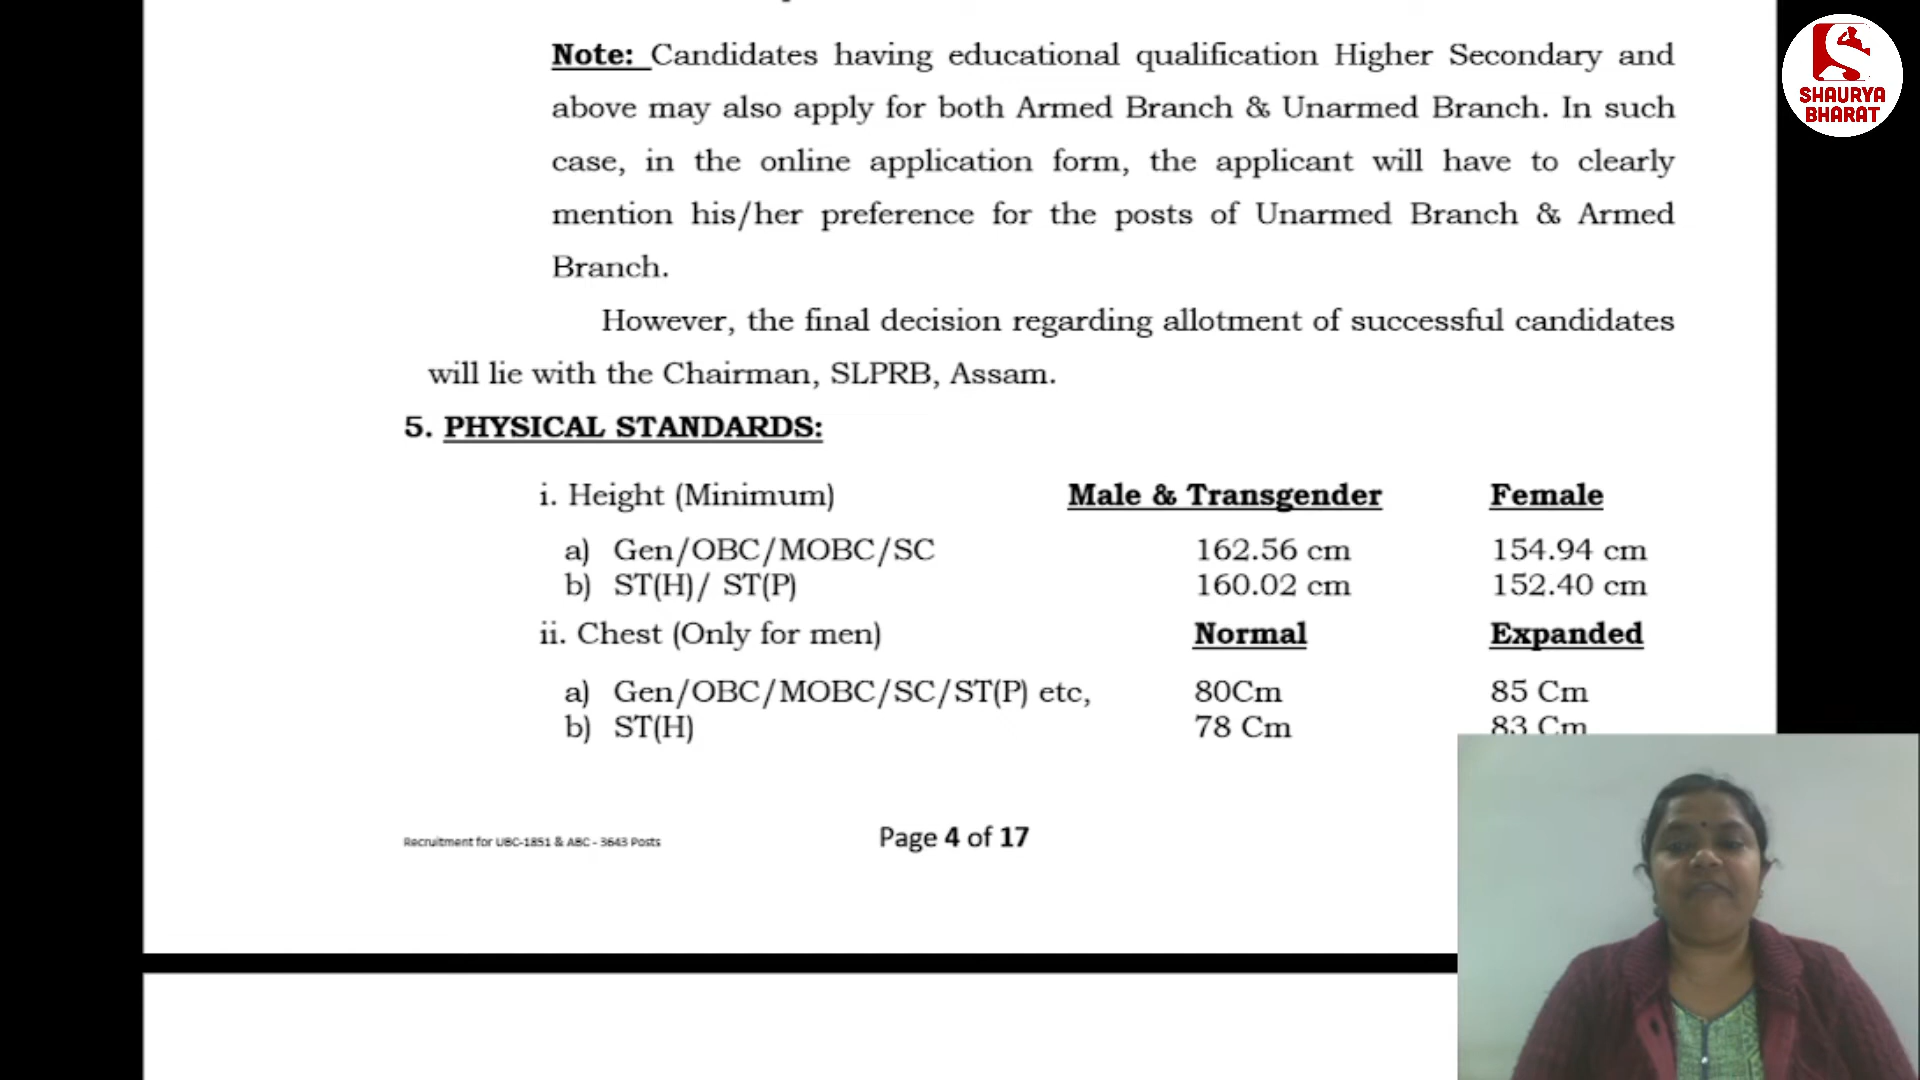 Note: Candidates having educational qualification Higher Secondary and
above may also apply for both Armed Branch & Unarmed Branch. In such
case, in the online application form, the applicant will have to clearly
mention his/her preference for the posts of Unarmed Branch & Armed
Branch.
However, the final decision regarding allotment of successful candidates
will lie with the Chairman, SLPRB, Assam.
5. PHYSICAL STANDARDS:
i. Height (Minimum) Male & Transgender Female
a) Gen/OBC/MOBC/SC 162.56 cm 154.94 cm
b) ST(H)/ ST(P) 160.02 cm 152.40 cm
ii. Chest (Only for men) Normal Expanded
a) Gen/OBC/MOBC/SC/ST(P) etc, 80Cm 85 Cm
b) ST(H) 78 Cm 83 Cm
Recruitment for UBC-1851 & ABC - 3643 Posts
Page 4 of 17
SHAURYA
BHARAT